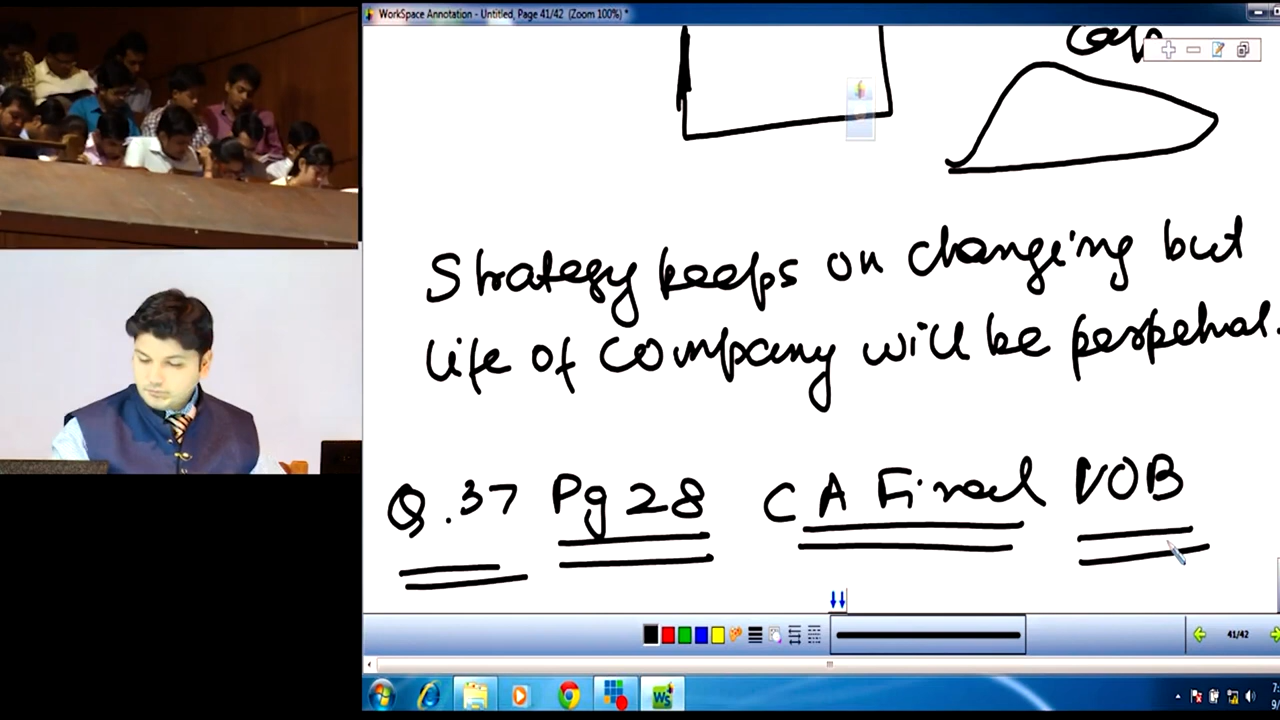 WorkSpace Annotation - Untitled, Page 41/42 (Zoom 100%) *
Strategy keeps on changing but
life of company will be perpetual.
Q.37 Pg 28 CA Final VOB
41/42